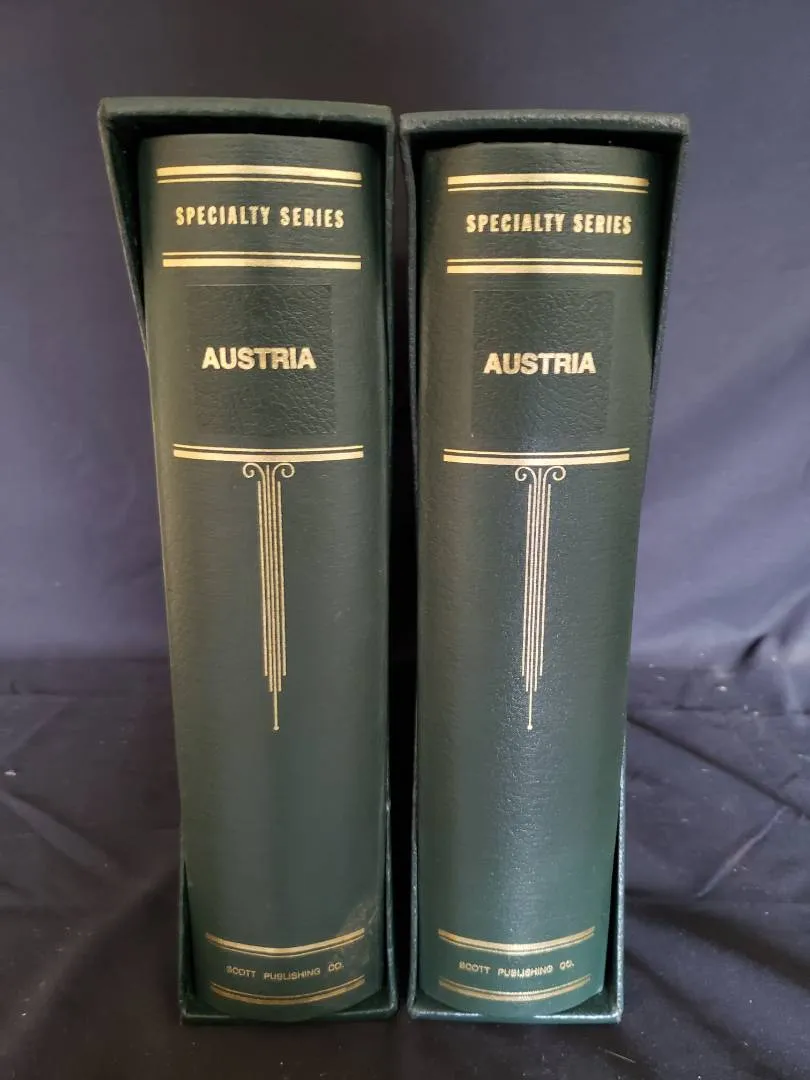 SPECIALTY SERIES
AUSTRIA
SCOTT PUBLISHING CO.
SPECIALTY SERIES
AUSTRIA
SCOTT PUBLISHING CO.